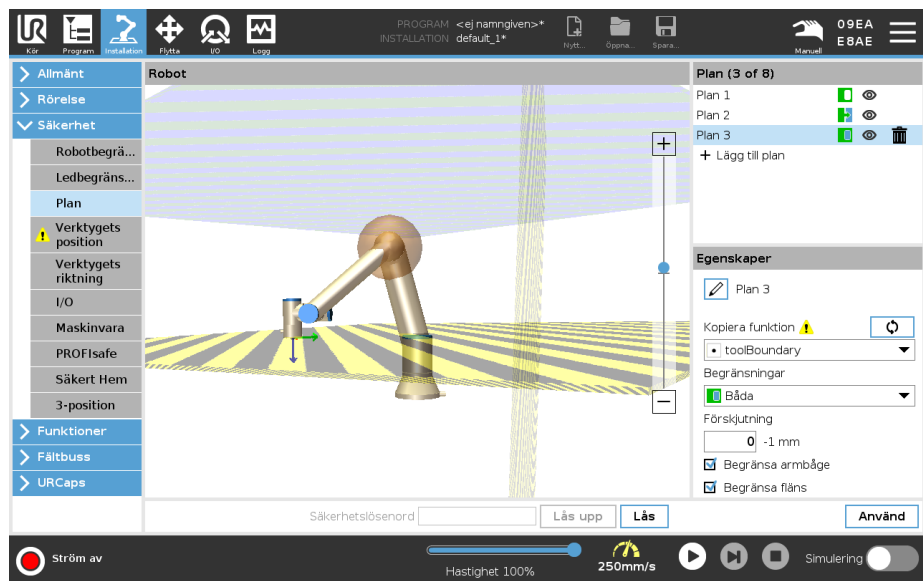 UR
PROGRAM <ej namngiven>*
INSTALLATION default_1*
Kör
Program
Installation
Flytta
I/O
Logg
Nytt...
Öppna...
Spara...
Manuell
09EA
E8AE
Allmänt
Rörelse
Säkerhet
Robotbegrä...
Ledbegräns...
Plan
Verktygets
position
Verktygets
riktning
I/O
Maskinvara
PROFIsafe
Säkert Hem
3-position
Funktioner
Fältbuss
URCaps
Robot
Plan (3 of 8)
Plan 1
Plan 2
Plan 3
+ Lägg till plan
Egenskaper
Plan 3
Kopiera funktion
toolBoundary
Begränsningar
Båda
Förskjutning
0 -1 mm
Begränsa armbåge
Begränsa fläns
Säkerhetslösenord
Lås upp
Lås
Använd
Ström av
Hastighet 100%
250mm/s
Simulering